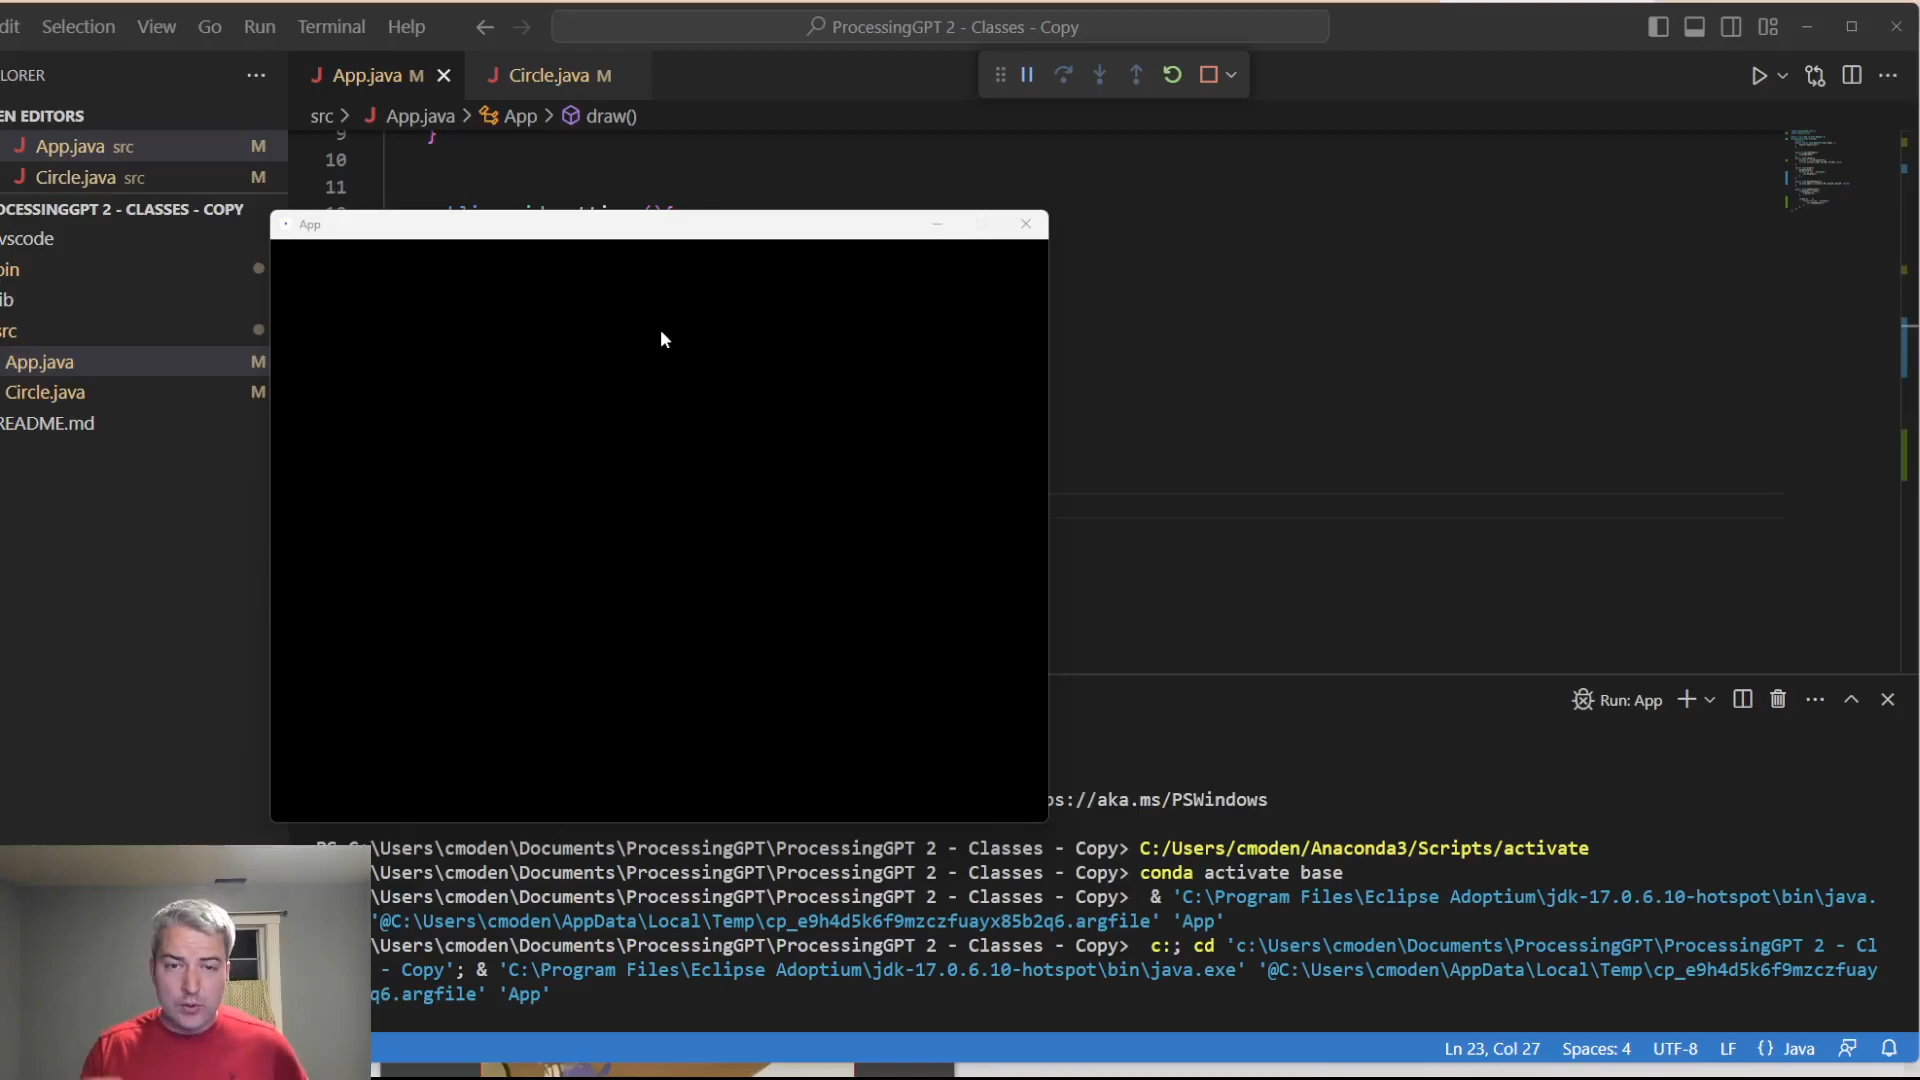 dit Selection View Go Run Terminal Help ProcessingGPT 2 - Classes - Copy
LORER
App.java M
Circle.java M
EN EDITORS
src > App.java > App > draw()
App.java src M
Circle.java src M
OCESSINGGPT 2 - CLASSES - COPY
vscode
bin
ib
src
App.java M
Circle.java M
README.md
9 }
10
11
App
Run: App
ps://aka.ms/PSWindows
\Users\cmoden\Documents\ProcessingGPT\ProcessingGPT 2 - Classes - Copy> C:/Users/cmoden/Anaconda3/Scripts/activate
\Users\cmoden\Documents\ProcessingGPT\ProcessingGPT 2 - Classes - Copy> conda activate base
\Users\cmoden\Documents\ProcessingGPT\ProcessingGPT 2 - Classes - Copy> & 'C:\Program Files\Eclipse Adoptium\jdk-17.0.6.10-hotspot\bin\java.
'@C:\Users\cmoden\AppData\Local\Temp\cp_e9h4d5k6f9mzczfuayx85b2q6.argfile' 'App'
\Users\cmoden\Documents\ProcessingGPT\ProcessingGPT 2 - Classes - Copy> c:; cd 'c:\Users\cmoden\Documents\ProcessingGPT\ProcessingGPT 2 - Cl
- Copy'; & 'C:\Program Files\Eclipse Adoptium\jdk-17.0.6.10-hotspot\bin\java.exe' '@C:\Users\cmoden\AppData\Local\Temp\cp_e9h4d5k6f9mzczfuay
q6.argfile' 'App'
Ln 23, Col 27 Spaces: 4 UTF-8 LF {} Java